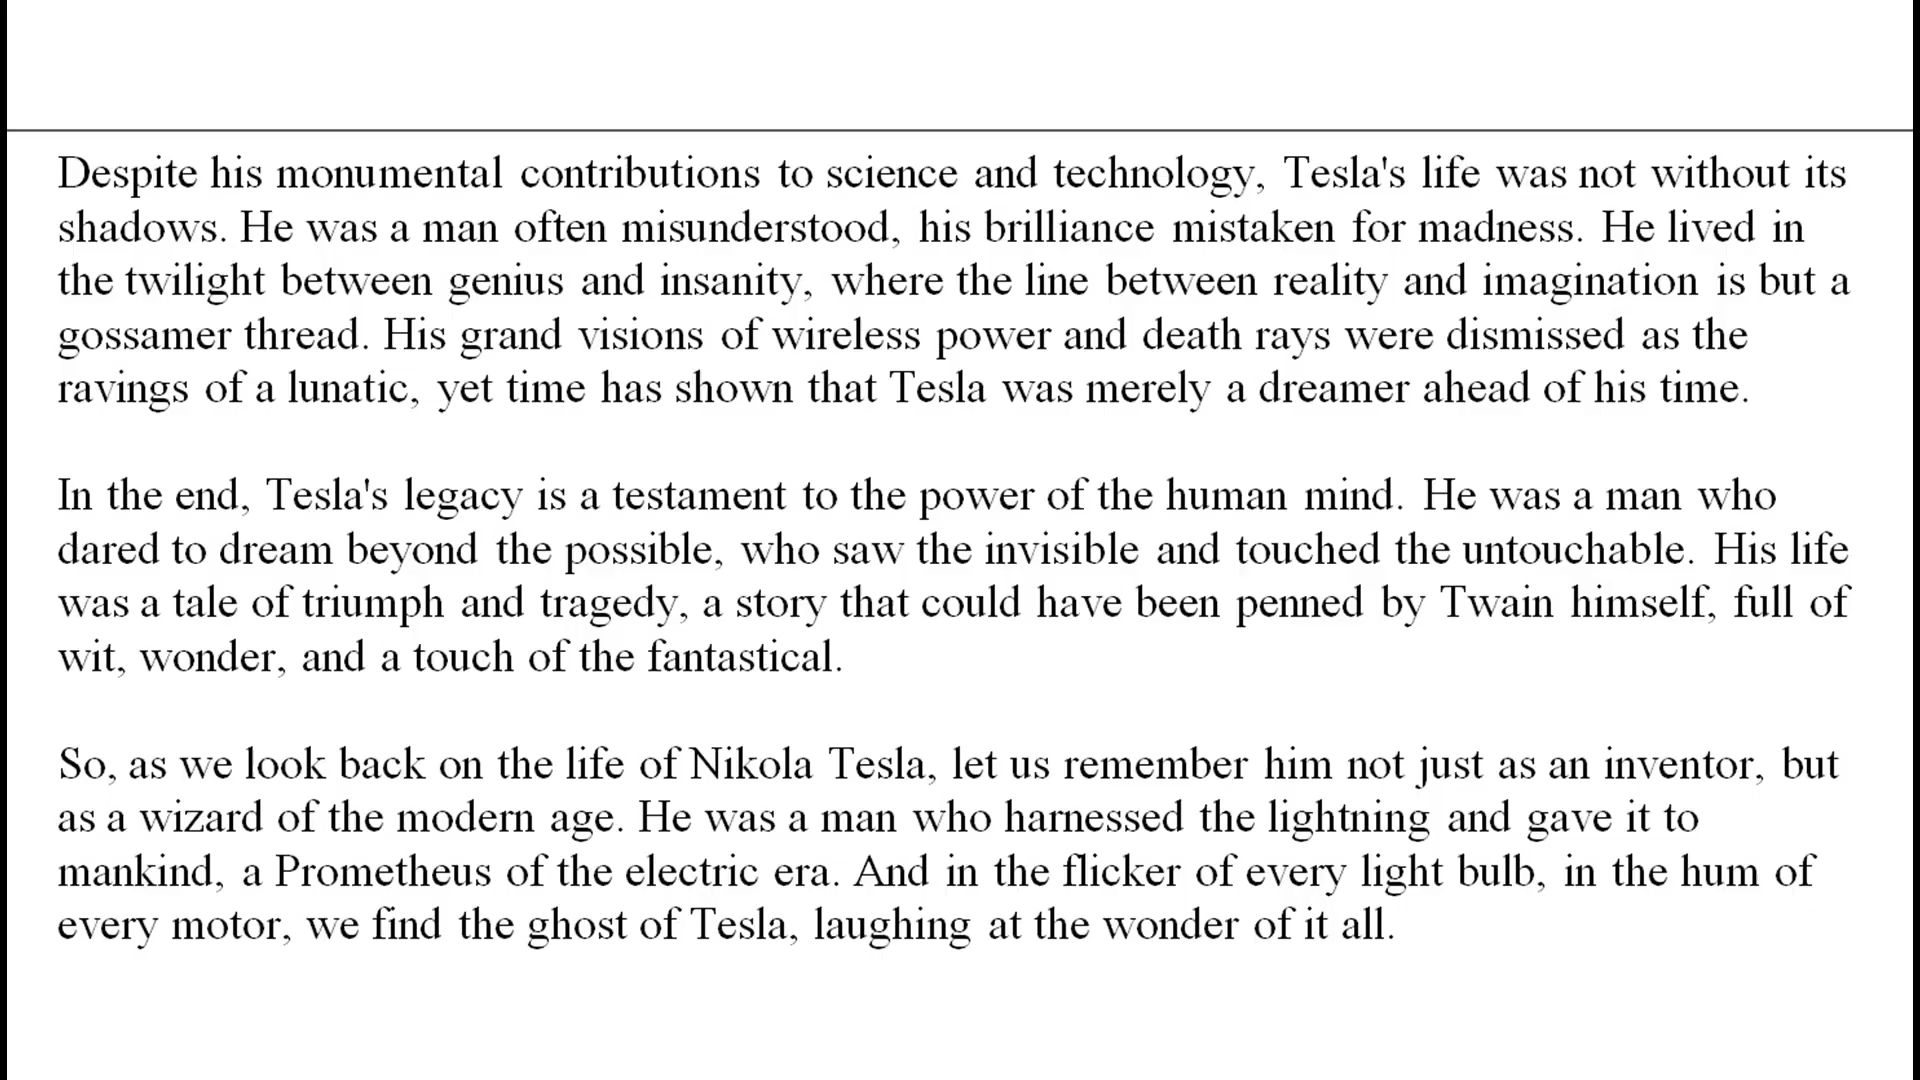 Despite his monumental contributions to science and technology, Tesla's life was not without its
shadows. He was a man often misunderstood, his brilliance mistaken for madness. He lived in
the twilight between genius and insanity, where the line between reality and imagination is but a
gossamer thread. His grand visions of wireless power and death rays were dismissed as the
ravings of a lunatic, yet time has shown that Tesla was merely a dreamer ahead of his time.
In the end, Tesla's legacy is a testament to the power of the human mind. He was a man who
dared to dream beyond the possible, who saw the invisible and touched the untouchable. His life
was a tale of triumph and tragedy, a story that could have been penned by Twain himself, full of
wit, wonder, and a touch of the fantastical.
So, as we look back on the life of Nikola Tesla, let us remember him not just as an inventor, but
as a wizard of the modern age. He was a man who harnessed the lightning and gave it to
mankind, a Prometheus of the electric era. And in the flicker of every light bulb, in the hum of
every motor, we find the ghost of Tesla, laughing at the wonder of it all.